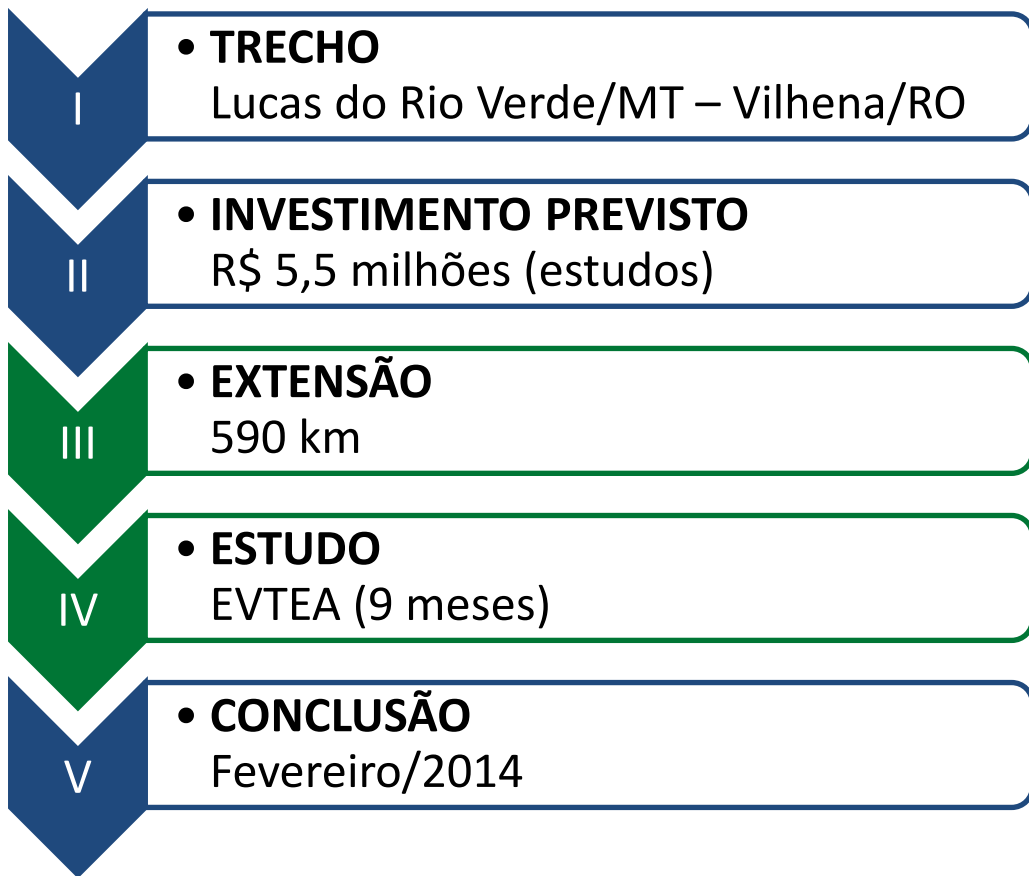 I
• TRECHO
Lucas do Rio Verde/MT – Vilhena/RO
II
• INVESTIMENTO PREVISTO
R$ 5,5 milhões (estudos)
III
• EXTENSÃO
590 km
IV
• ESTUDO
EVTEA (9 meses)
V
• CONCLUSÃO
Fevereiro/2014